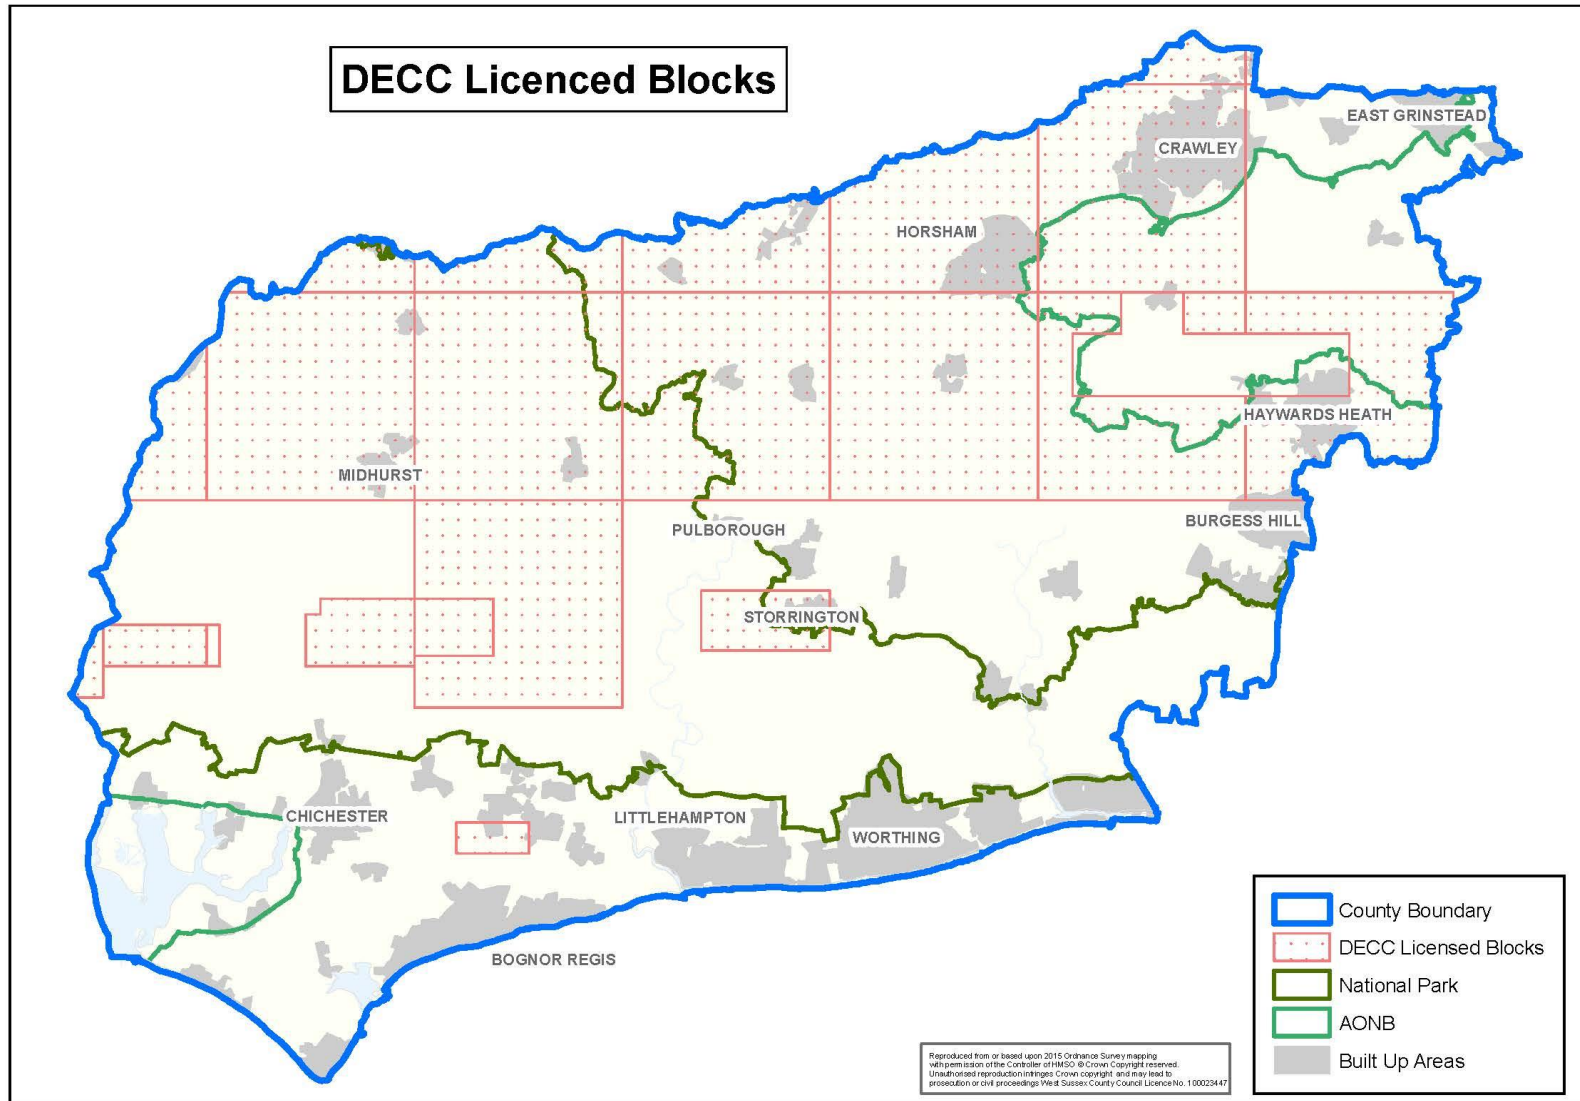 DECC Licenced Blocks
EAST GRINSTEAD
CRAWLEY
HORSHAM
HAYWARDS HEATH
MIDHURST
BURGESS HILL
PULBOROUGH
STORRINGTON
CHICHESTER
LITTLEHAMPTON
WORTHING
BOGNOR REGIS
County Boundary
DECC Licensed Blocks
National Park
AONB
Built Up Areas
Reproduced from or based upon 2015 Ordnance Survey mapping
with permission of the Controller of HMSO © Crown Copyright reserved.
Unauthorised reproduction infringes Crown copyright and may lead to
prosecution or civil proceedings West Sussex County Council Licence No. 100023447